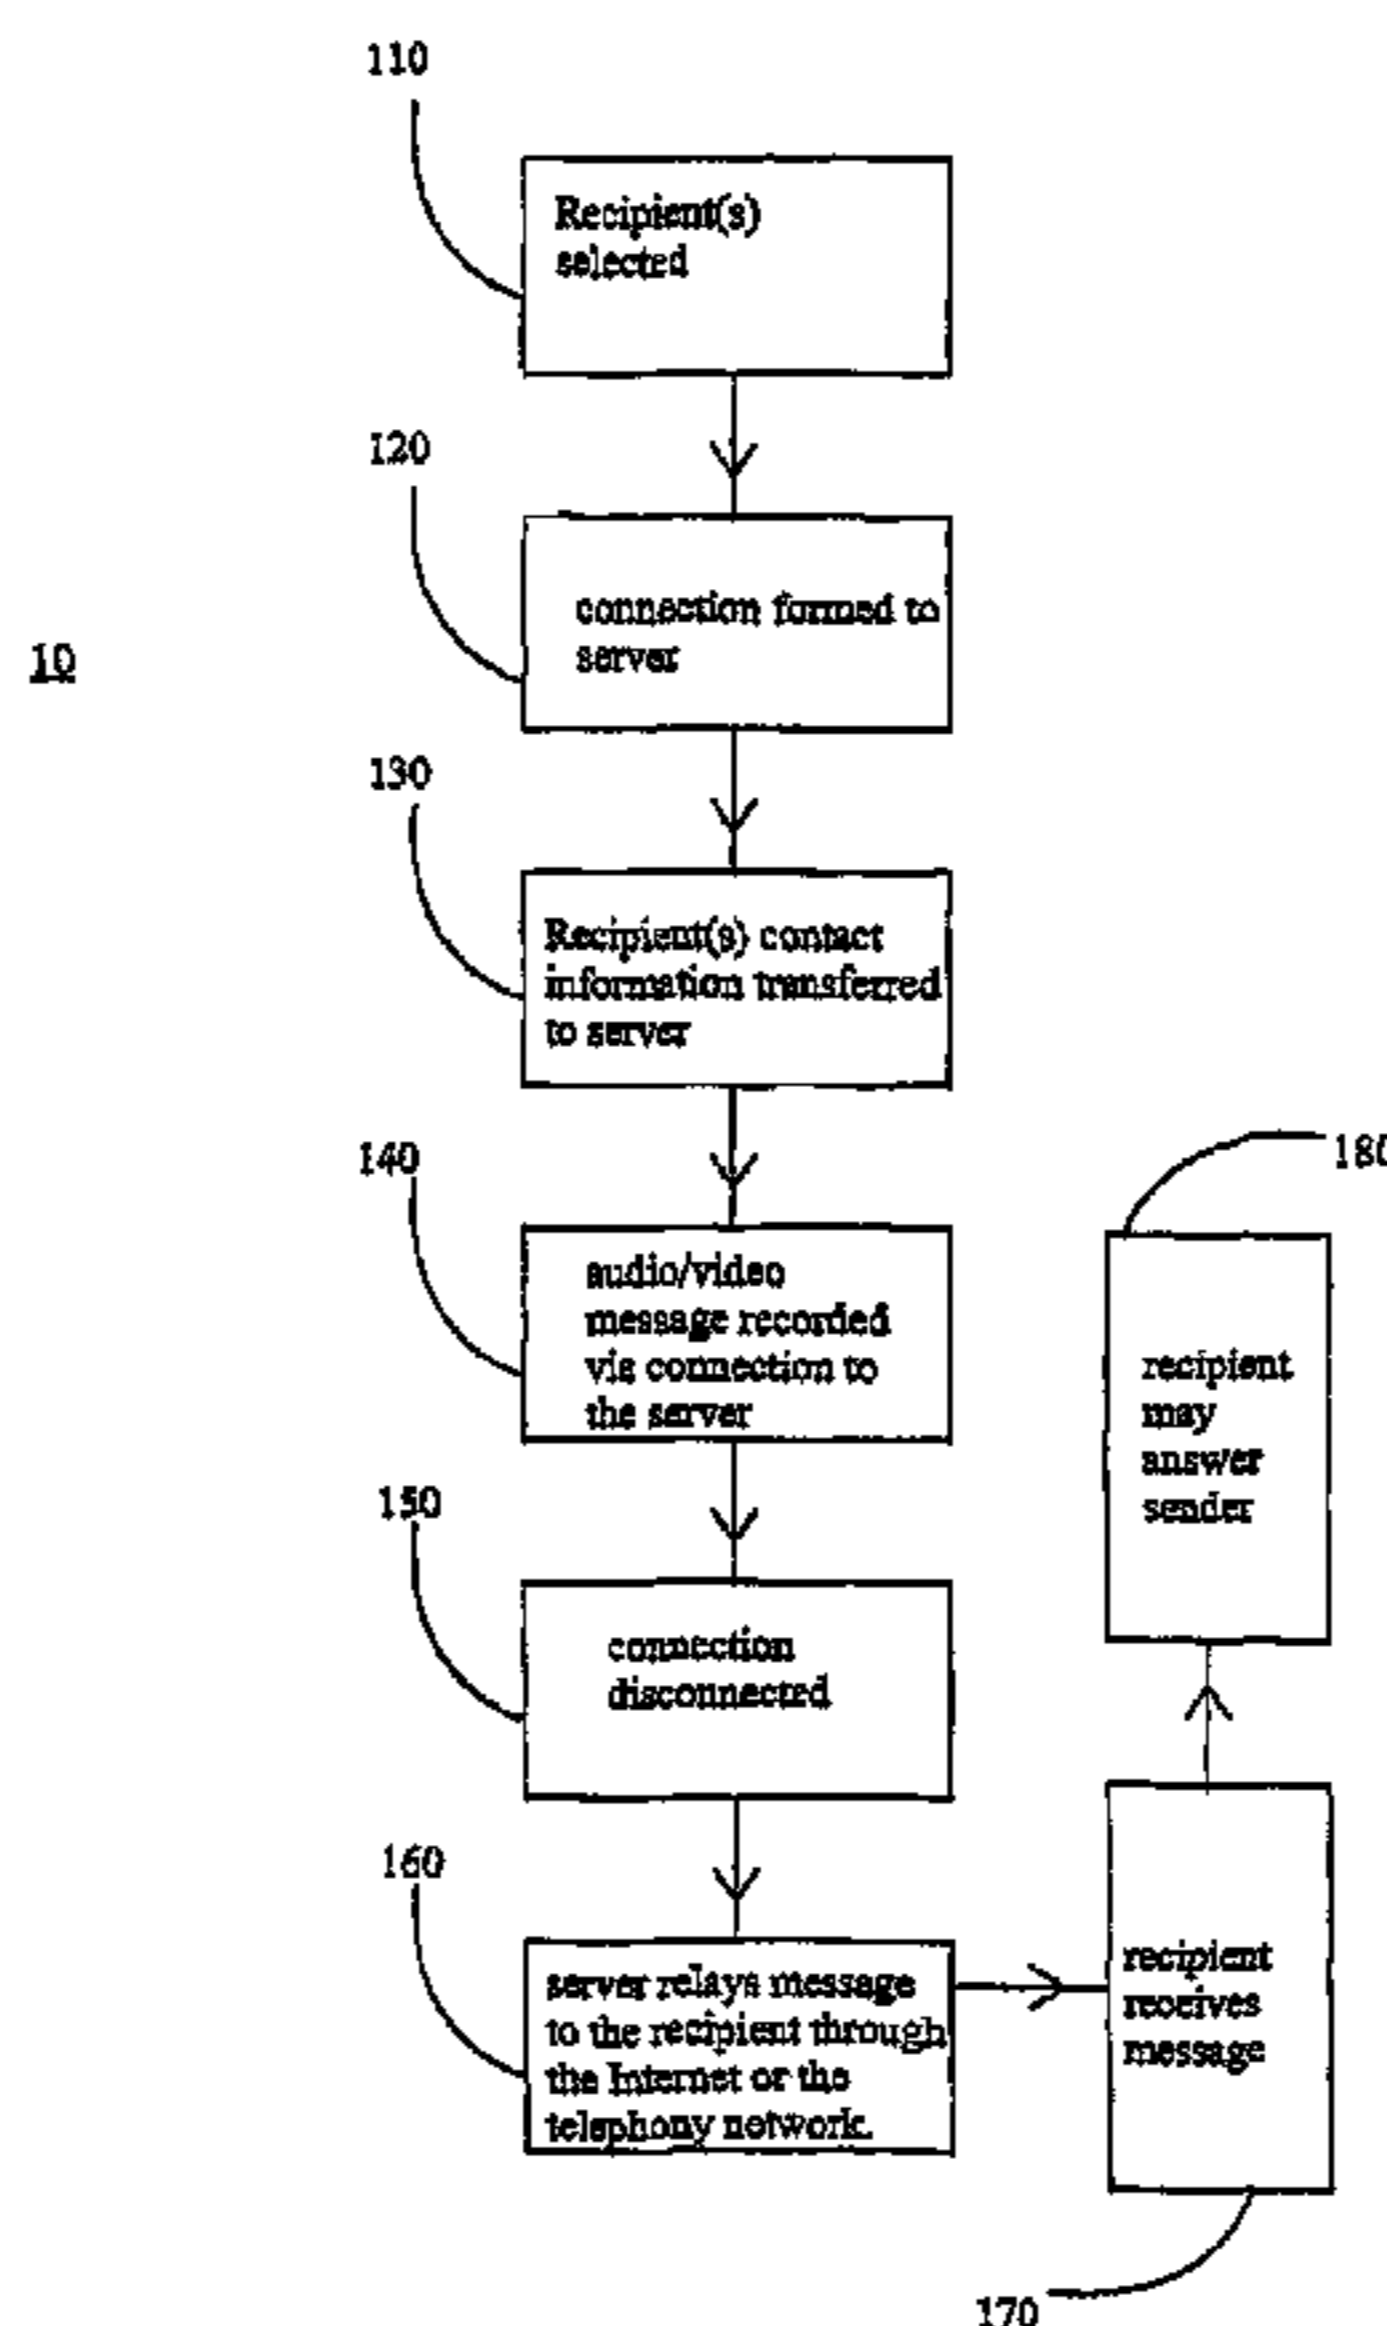 110
Recipient(s)
selected
120
connection formed to
server
10
130
Recipient(s) contact
information transferred
to server
140
audio/video
message recorded
via connection to
the server
150
connection
disconnected
160
server relays message
to the recipient through
the Internet or the
telephony network.
180
recipient
may
answer
sender
recipient
receives
message
170